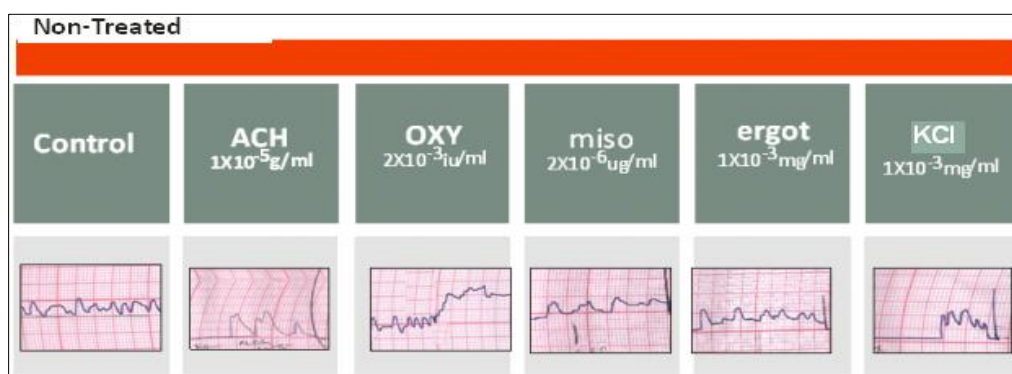 Non-Treated
Control
ACH
1X10-5g/ml
OXY
2X10-3iu/ml
miso
2X10-6ug/ml
ergot
1X10-3mg/ml
KCl
1X10-3mg/ml